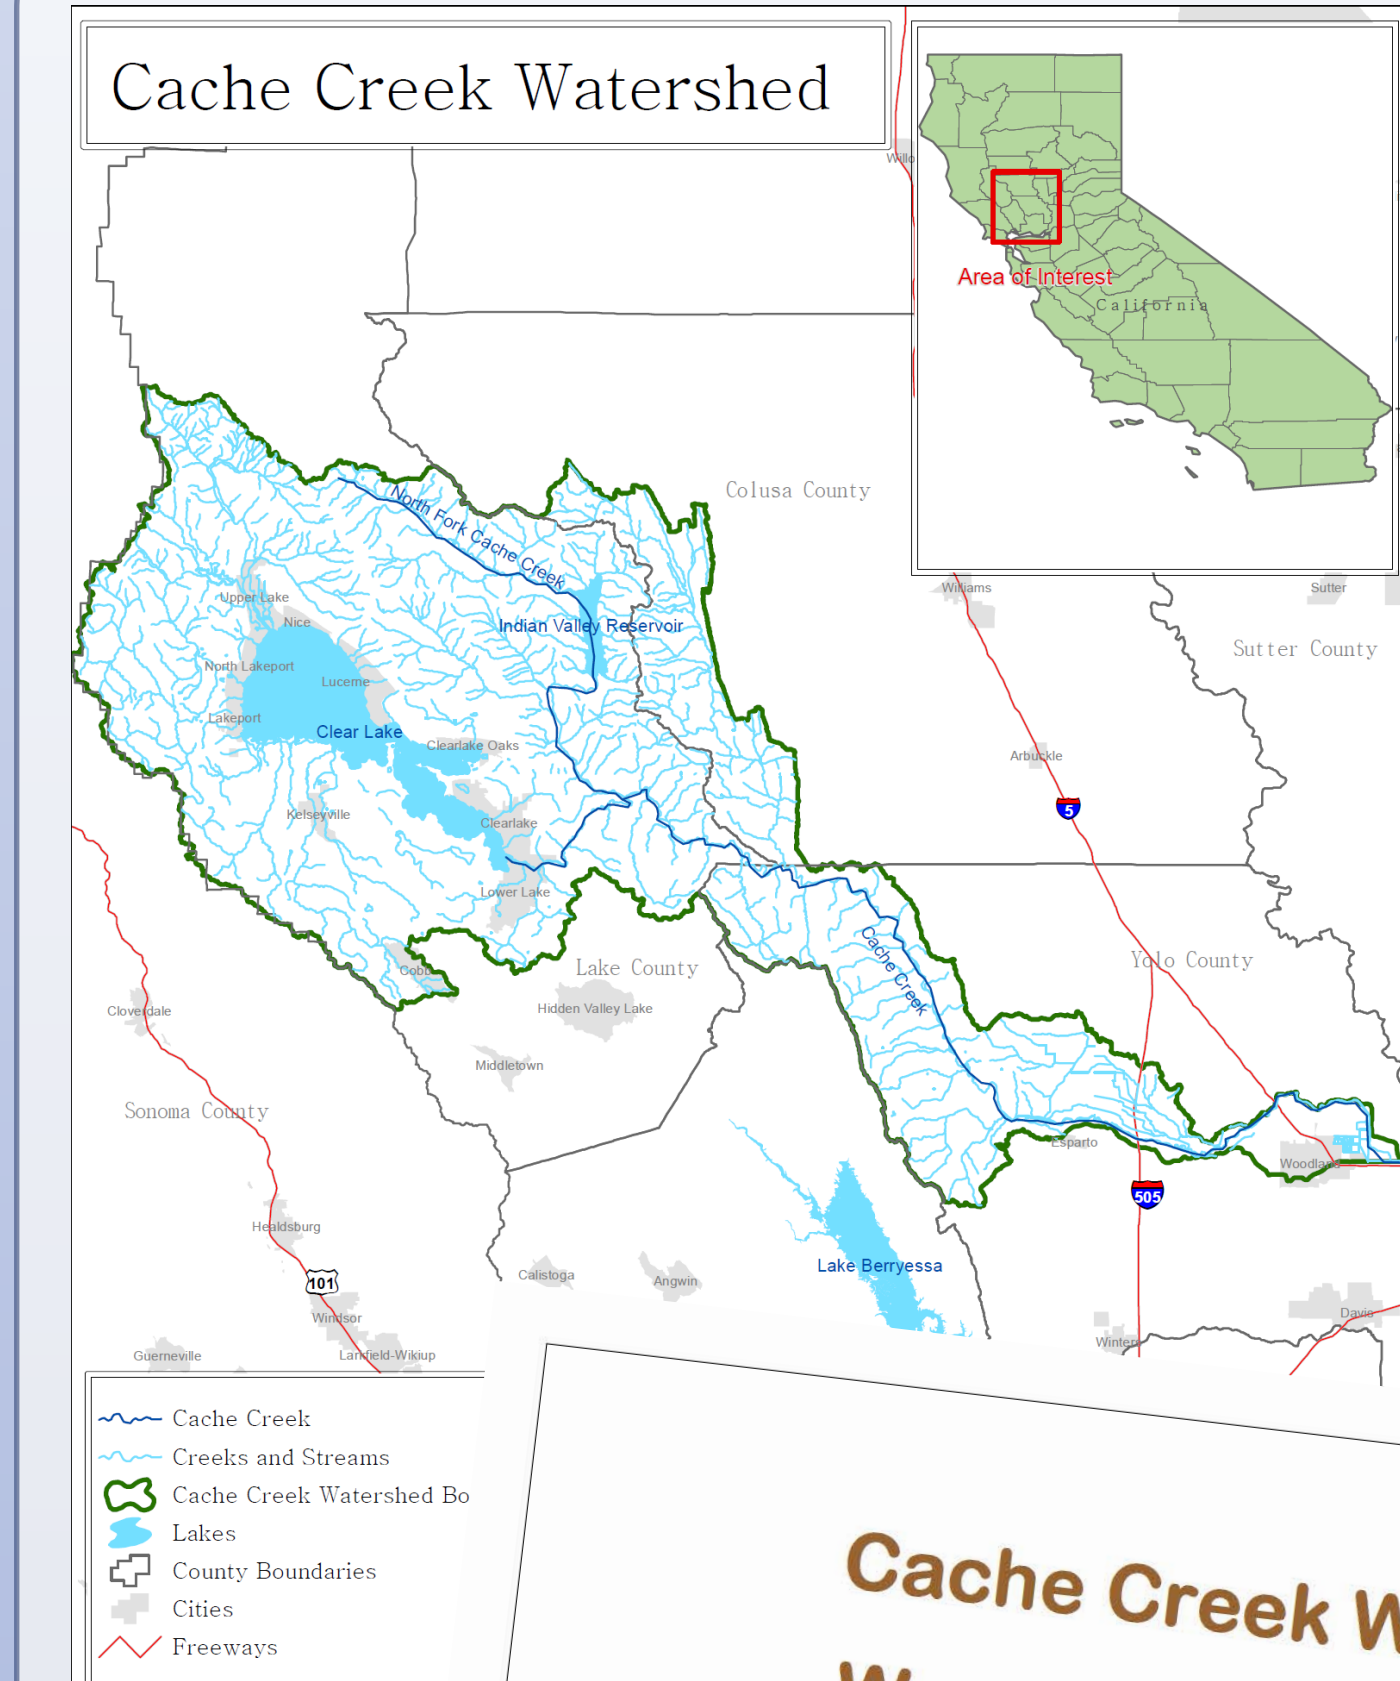 Cache Creek Watershed
Willo
Area of Interest
California
Colusa County
North Fork Cache Creek
Williams
Sutter
Upper Lake
Nice
Indian Valley Reservoir
Sutter County
North Lakeport
Lucerne
Lakeport
Clear Lake
Clearlake Oaks
Arbuckle
5
Kelseyville
Clearlake
Lower Lake
Cache Creek
Yolo County
Lake County
Cobb
Hidden Valley Lake
Cloverdale
Middletown
Sonoma County
Esparto
Woodland
505
Healdsburg
Lake Berryessa
Calistoga
Angwin
101
Windsor
Davis
Winters
Guerneville
Larkfield-Wikiup
Cache Creek
Creeks and Streams
Cache Creek Watershed Bo
Lakes
County Boundaries
Cities
Freeways
Cache Creek W